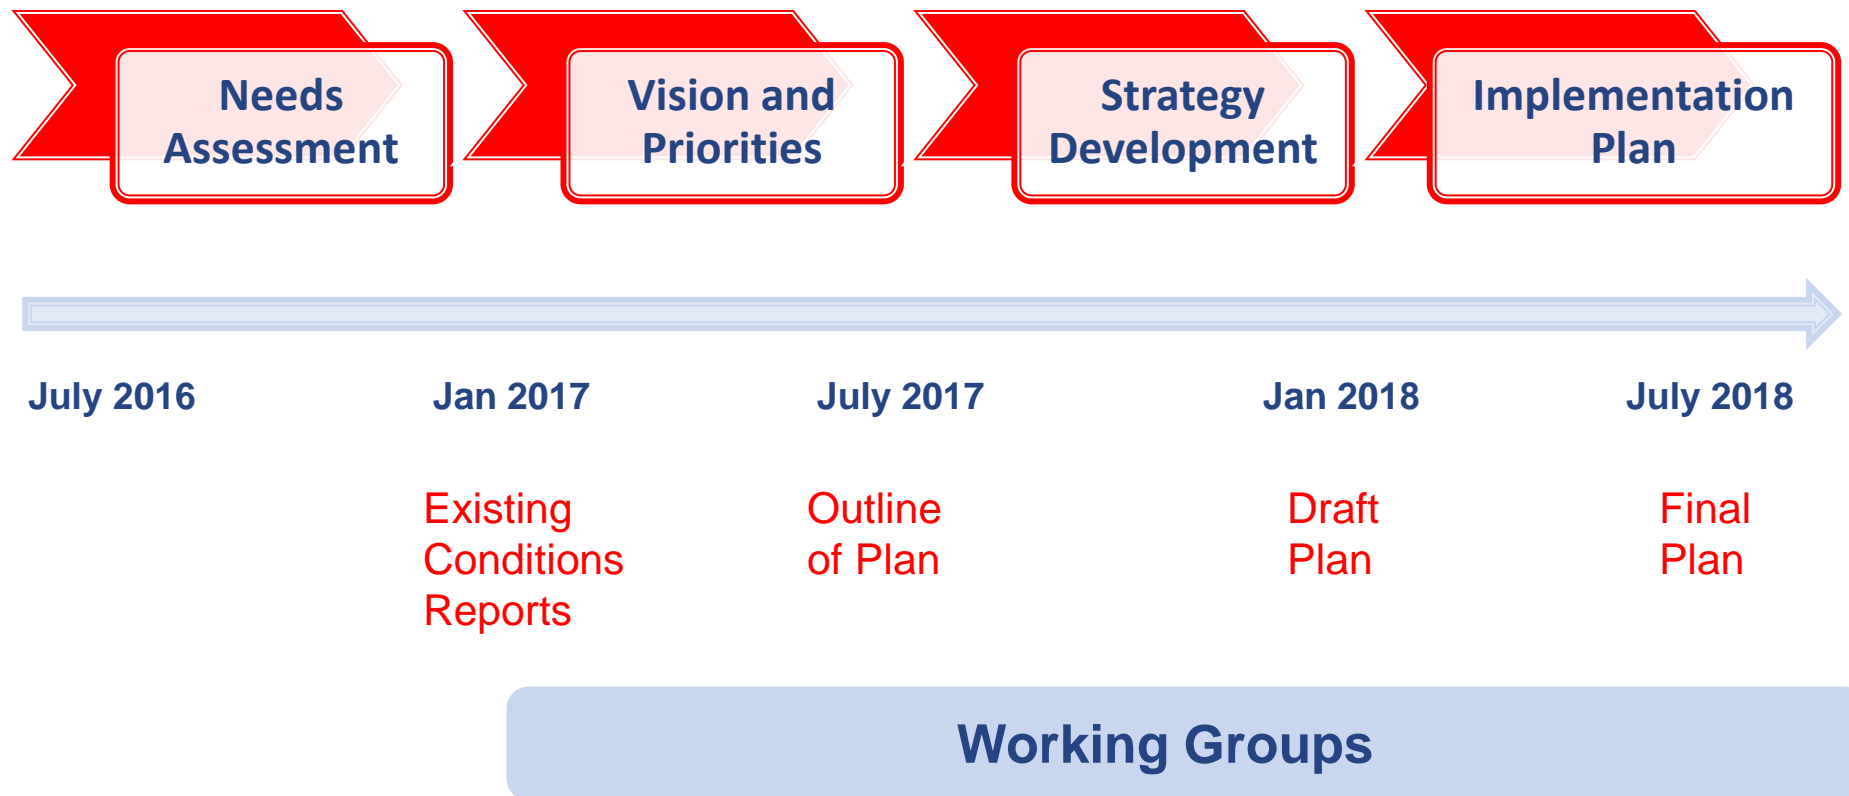 Needs
Assessment
Vision and
Priorities
Strategy
Development
Implementation
Plan
July 2016
Jan 2017
July 2017
Jan 2018
July 2018
Existing
Conditions
Reports
Outline
of Plan
Draft
Plan
Final
Plan
Working Groups